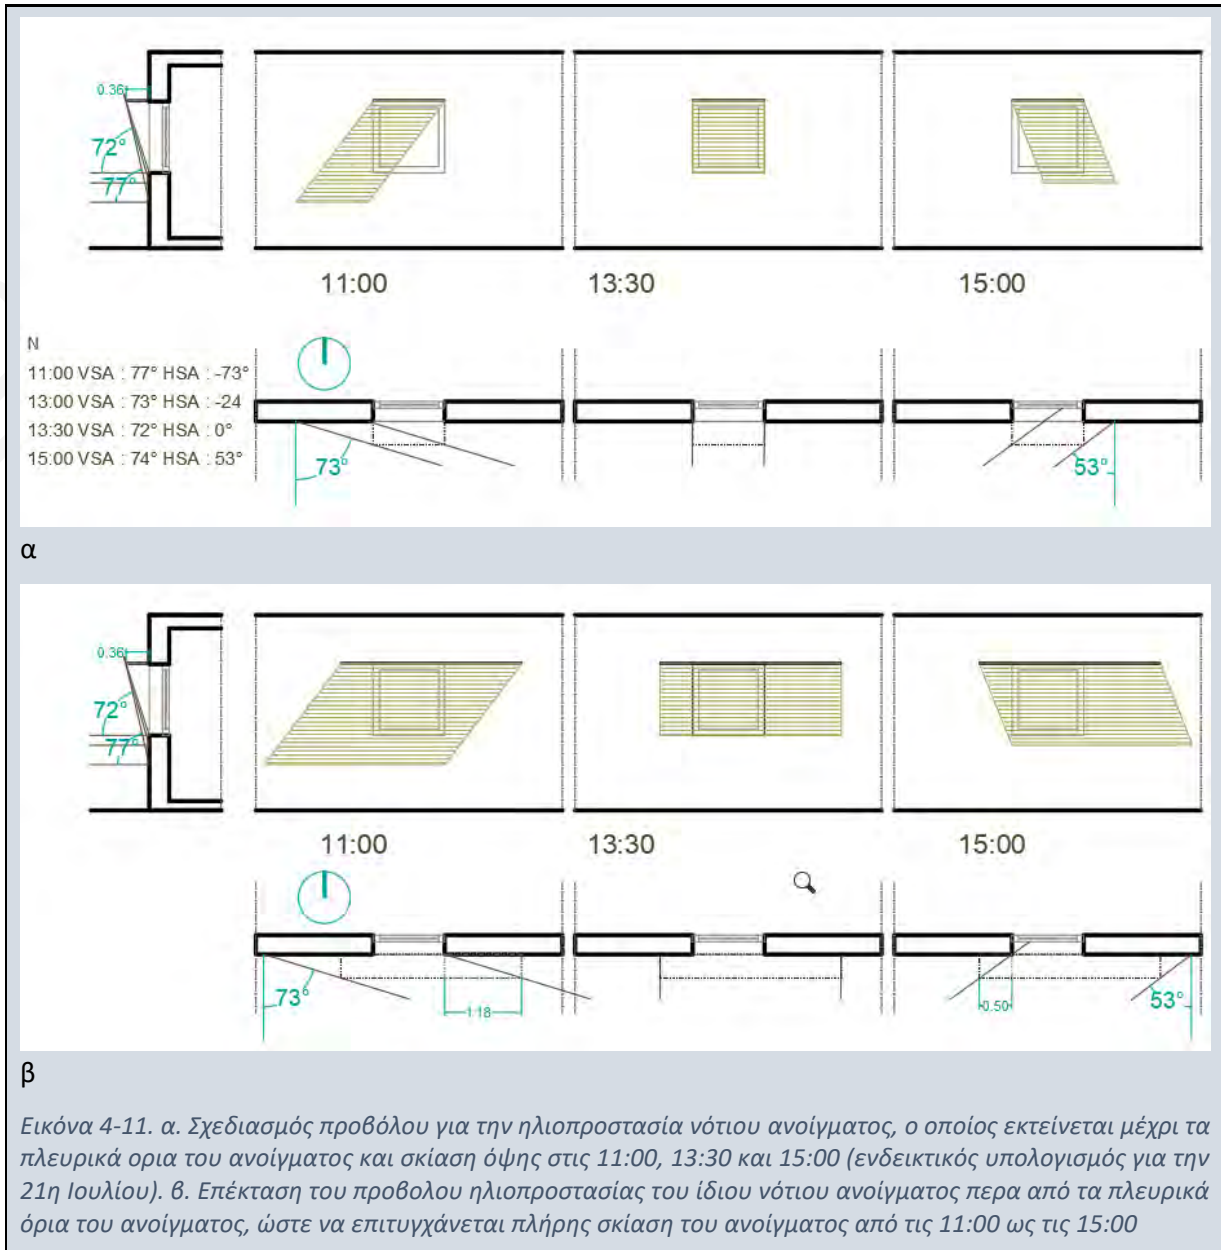 0.36
72°
77°
11:00
13:30
15:00
N
11:00 VSA : 77° HSA : -73°
13:00 VSA : 73° HSA : -24
13:30 VSA : 72° HSA : 0°
15:00 VSA : 74° HSA : 53°
73°
53°
α
0.36
72°
77°
11:00
13:30
15:00
73°
1.18
0.50
53°
β
Εικόνα 4-11. α. Σχεδιασμός προβόλου για την ηλιοπροστασία νότιου ανοίγματος, ο οποίος εκτείνεται μέχρι τα
πλευρικά ορια του ανοίγματος και σκίαση όψης στις 11:00, 13:30 και 15:00 (ενδεικτικός υπολογισμός για την
21η Ιουλίου). β. Επέκταση του προβολου ηλιοπροστασίας του ίδιου νότιου ανοίγματος περα από τα πλευρικά
όρια του ανοίγματος, ώστε να επιτυγχάνεται πλήρης σκίαση του ανοίγματος από τις 11:00 ως τις 15:00